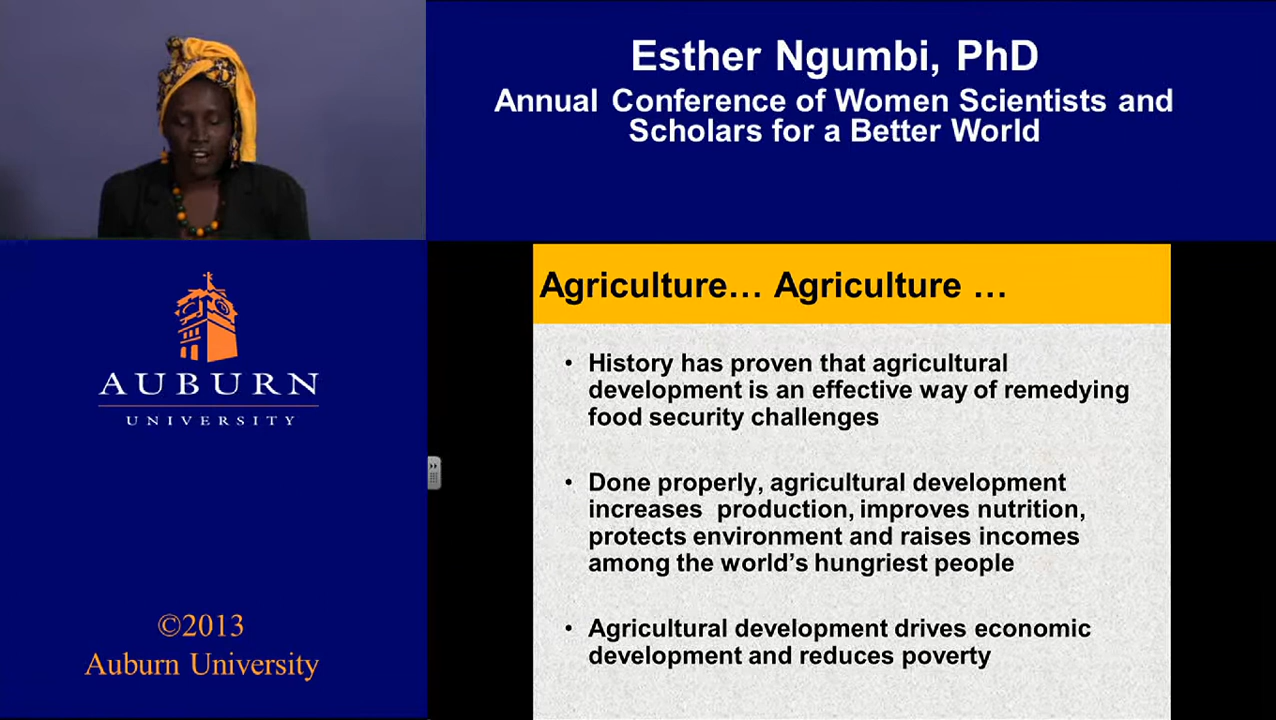 Esther Ngumbi, PhD
Annual Conference of Women Scientists and
Scholars for a Better World
AUBURN
UNIVERSITY
©2013
Auburn University
Agriculture… Agriculture …
• History has proven that agricultural
development is an effective way of remedying
food security challenges
• Done properly, agricultural development
increases production, improves nutrition,
protects environment and raises incomes
among the world's hungriest people
• Agricultural development drives economic
development and reduces poverty